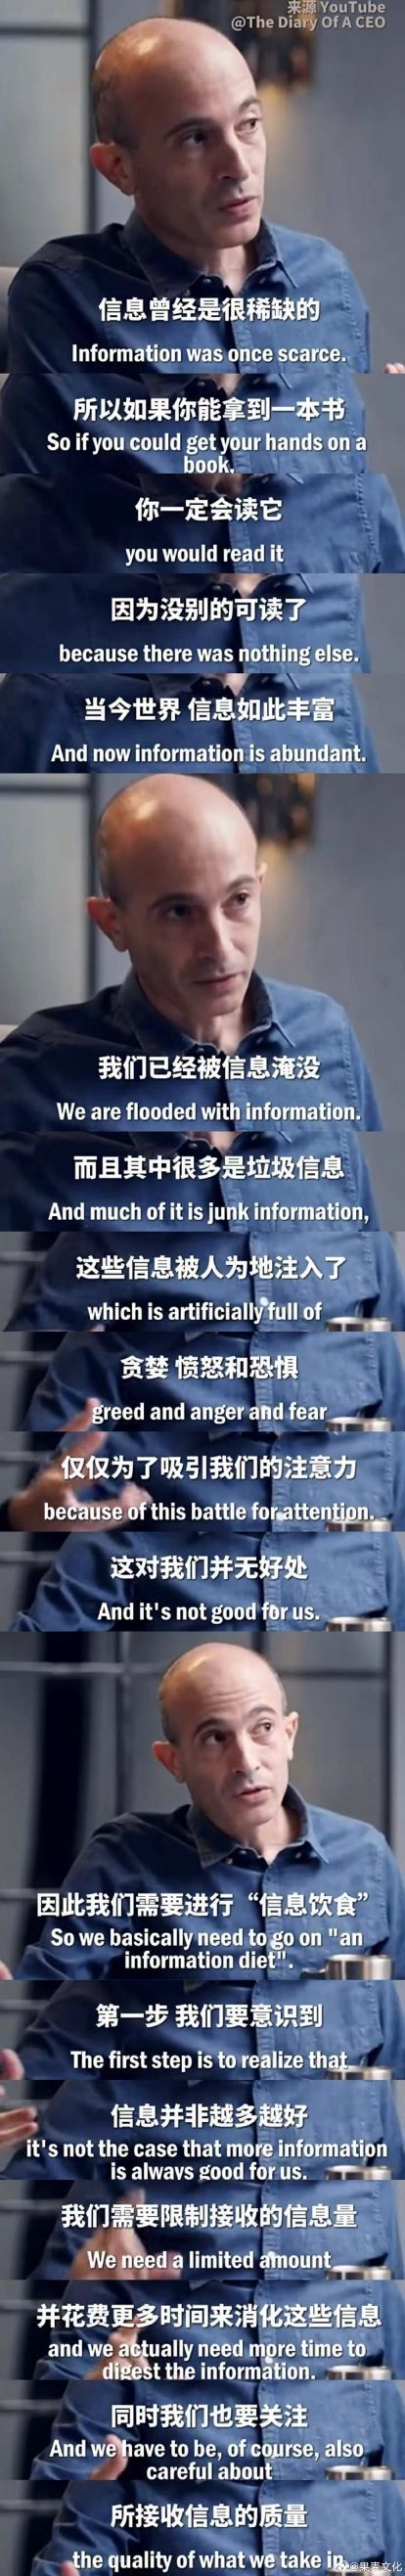 来源 YouTube
@The Diary Of A CEO
信息曾经是很稀缺的
Information was once scarce.
所以如果你能拿到一本书
So if you could get your hands on a
book,
你一定会读它
you would read it
因为没别的可读了
because there was nothing else.
当今世界 信息如此丰富
And now information is abundant.
我们已经被信息淹没
We are flooded with information.
而且其中很多是垃圾信息
And much of it is junk information,
这些信息被人为地注入了
which is artificially full of
贪婪 愤怒和恐惧
greed and anger and fear
仅仅为了吸引我们的注意力
because of this battle for attention.
这对我们并无好处
And it's not good for us.
因此我们需要进行“信息饮食”
So we basically need to go on "an
information diet".
第一步 我们要意识到
The first step is to realize that
信息并非越多越好
it's not the case that more information
is always good for us.
我们需要限制接收的信息量
We need a limited amount
并花费更多时间来消化这些信息
and we actually need more time to
digest the information.
同时我们也要关注
And we have to be, of course, also
careful about
所接收信息的质量
the quality of what we take in.
@果麦文化